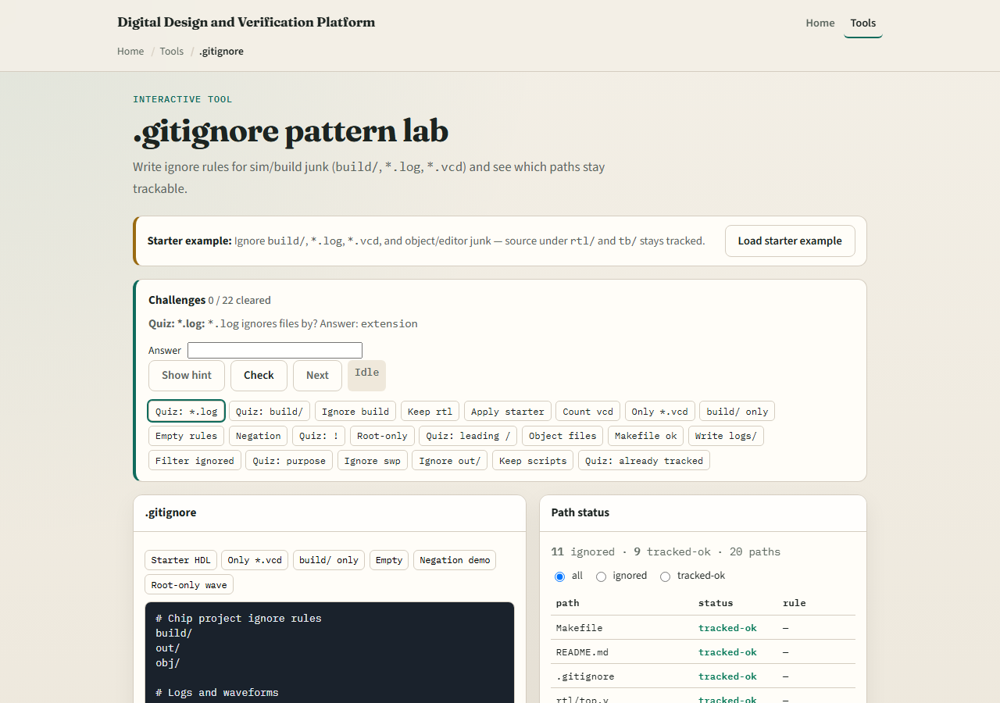 Digital Design and Verification Platform
Home
Tools
Home / Tools / .gitignore
INTERACTIVE TOOL
.gitignore pattern lab
Write ignore rules for sim/build junk (build/, *.log, *.vcd) and see which paths stay
trackable.
Starter example: Ignore build/, *.log, *.vcd, and object/editor junk — source under rtl/ and tb/ stays tracked.
Load starter example
Challenges 0 / 22 cleared
Quiz: *.log: *.log ignores files by? Answer: extension
Answer
Show hint Check Next Idle
Quiz: *.log Quiz: build/ Ignore build Keep rtl Apply starter Count vcd Only *.vcd build/ only
Empty rules Negation Quiz: ! Root-only Quiz: leading / Object files Makefile ok Write logs/
Filter ignored Quiz: purpose Ignore swp Ignore out/ Keep scripts Quiz: already tracked
.gitignore
Starter HDL Only *.vcd build/ only Empty Negation demo
Root-only wave
# Chip project ignore rules
build/
out/
obj/
# Logs and waveforms
Path status
11 ignored · 9 tracked-ok · 20 paths
all ignored tracked-ok
path status rule
Makefile tracked-ok —
README.md tracked-ok —
.gitignore tracked-ok —
rtl/top.v tracked-ok —